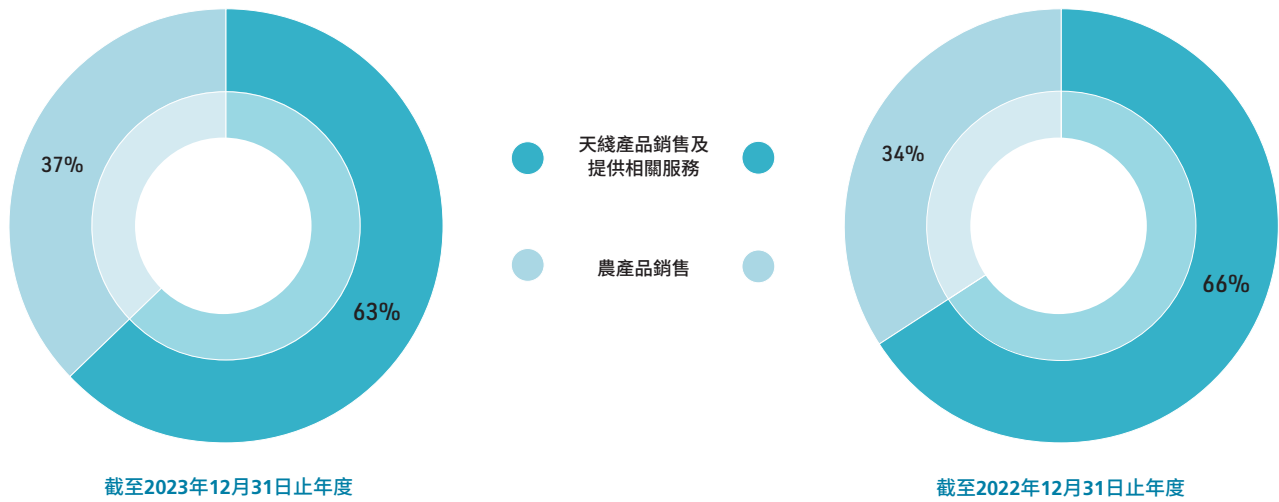 37%
63%
截至2023年12月31日止年度
天綫產品銷售及
提供相關服務
農產品銷售
34%
66%
截至2022年12月31日止年度